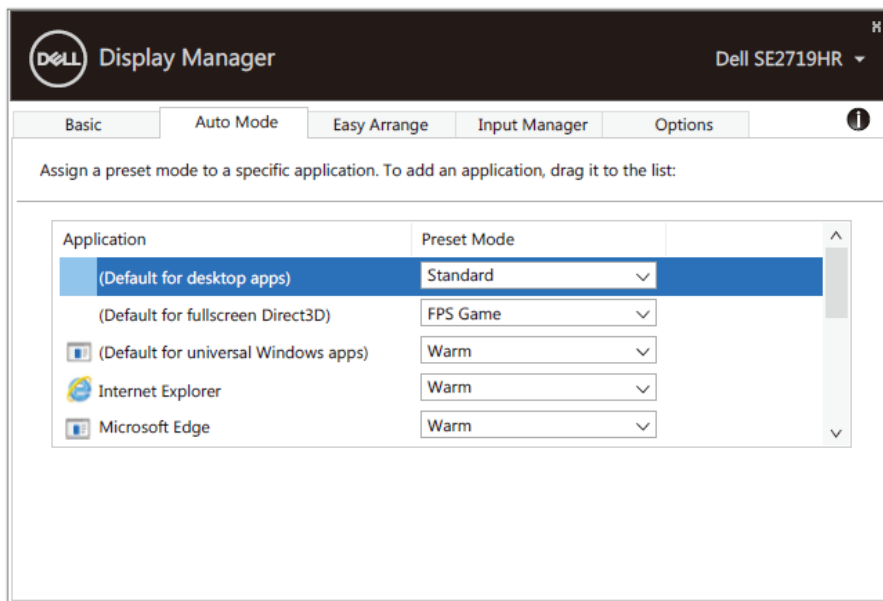 DELL Display Manager
Dell SE2719HR
Basic Auto Mode Easy Arrange Input Manager Options
Assign a preset mode to a specific application. To add an application, drag it to the list:
Application Preset Mode
(Default for desktop apps) Standard
(Default for fullscreen Direct3D) FPS Game
(Default for universal Windows apps) Warm
Internet Explorer Warm
Microsoft Edge Warm